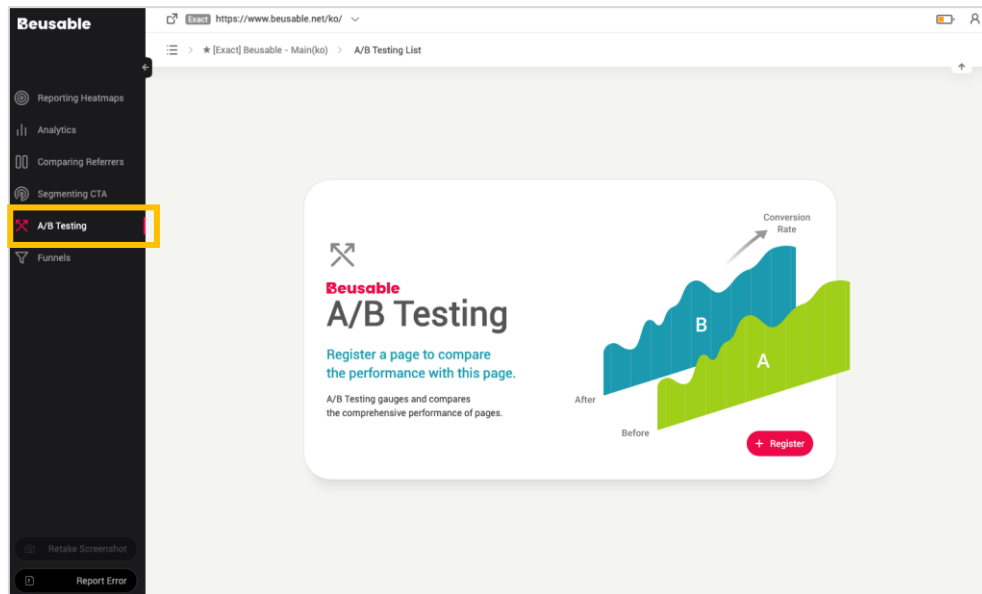 Beusable
Exact https://www.beusable.net/ko/
★ [Exact] Beusable - Main(ko) > A/B Testing List
Reporting Heatmaps
Analytics
Comparing Referrers
Segmenting CTA
A/B Testing
Funnels
Retake Screenshot
Report Error
Beusable
A/B Testing
Register a page to compare
the performance with this page.
A/B Testing gauges and compares
the comprehensive performance of pages.
Conversion
Rate
B
A
After
Before
+ Register